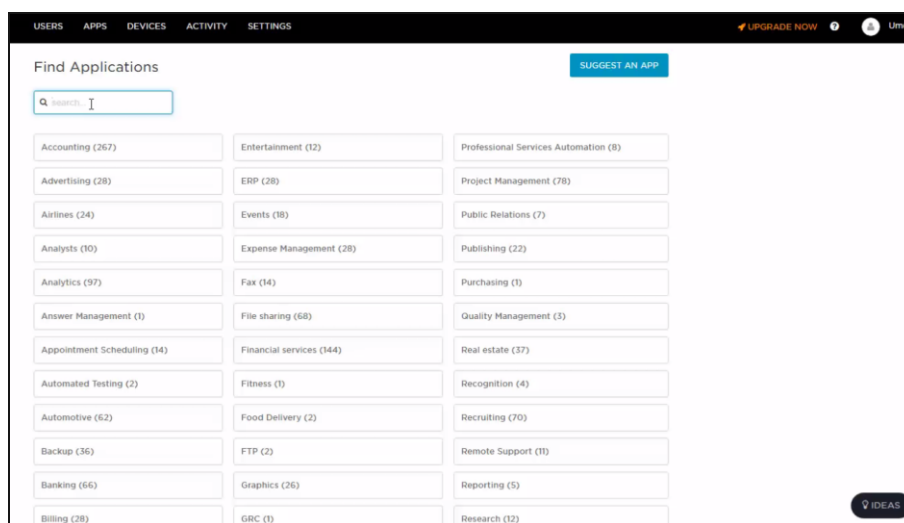 USERS APPS DEVICES ACTIVITY SETTINGS UPGRADE NOW ?
Find Applications
SUGGEST AN APP
search...
Accounting (267) Entertainment (12) Professional Services Automation (8)
Advertising (28) ERP (28) Project Management (78)
Airlines (24) Events (18) Public Relations (7)
Analysts (10) Expense Management (28) Publishing (22)
Analytics (97) Fax (14) Purchasing (1)
Answer Management (1) File sharing (68) Quality Management (3)
Appointment Scheduling (14) Financial services (144) Real estate (37)
Automated Testing (2) Fitness (1) Recognition (4)
Automotive (62) Food Delivery (2) Recruiting (70)
Backup (36) FTP (2) Remote Support (11)
Banking (66) Graphics (26) Reporting (5)
Billing (28) GRC (1) Research (12)
IDEAS